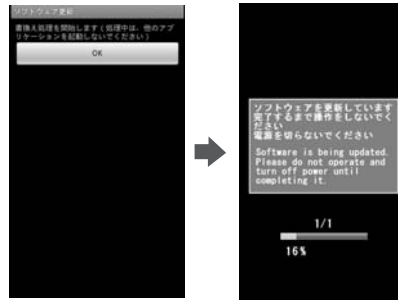 ソフトウェア更新
書換え処理を開始します(処理中は、他のアプ
リケーションを起動しないでください)
OK
ソフトウェアを更新しています
完了するまで操作をしないでく
ださい
電源を切らないでください
Software is being updated.
Please do not operate and
turn off power until
completing it.
1/1
16%